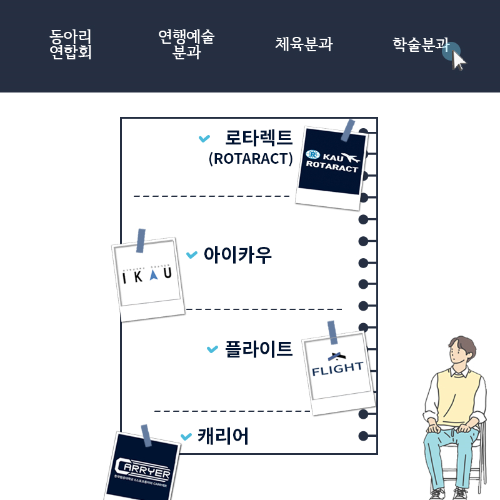 동아리
연합회
연행예술
분과
체육분과
학술분과
로타렉트
(ROTARACT)
KAU
ROTARACT
아이카우
IKAU
플라이트
FLIGHT
캐리어
CARRYER